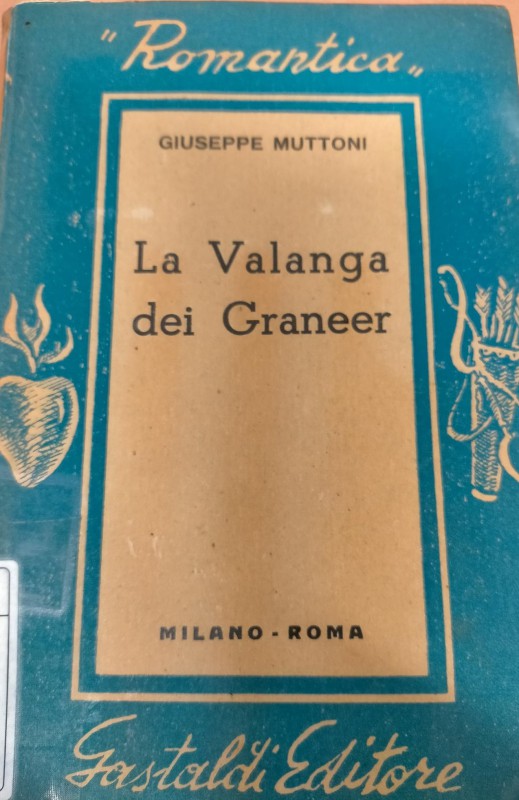 "Romantica„
GIUSEPPE MUTTONI
La Valanga
dei Graneer
MILANO - ROMA
Gastaldi Editore